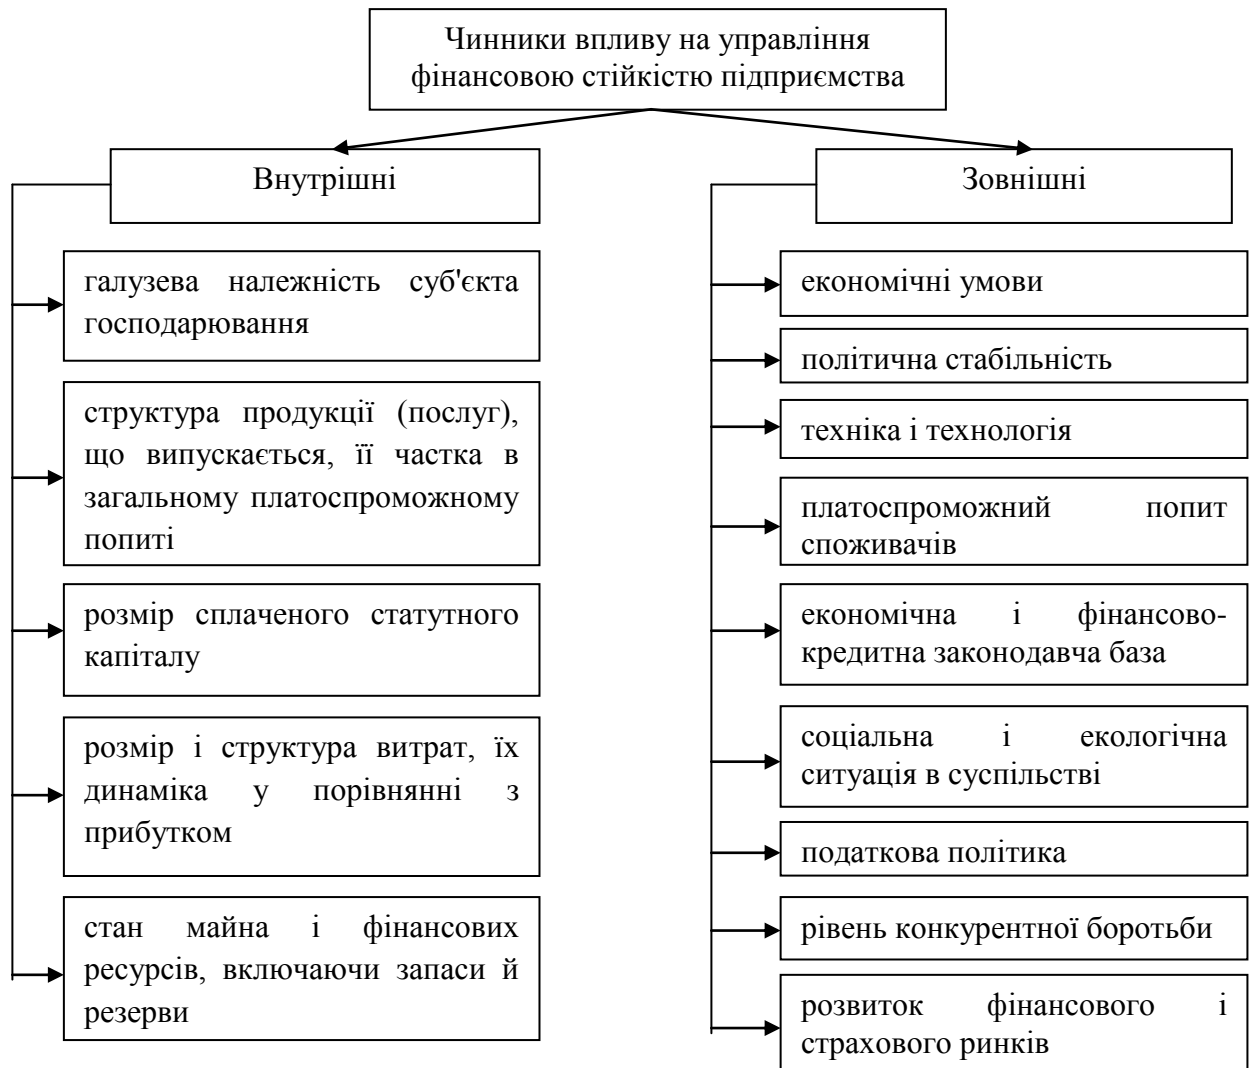 Чинники впливу на управління
фінансовою стійкістю підприємства
Внутрішні
галузева належність суб'єкта
господарювання
структура продукції (послуг),
що випускається, її частка в
загальному платоспроможному
попиті
розмір сплаченого статутного
капіталу
розмір і структура витрат, їх
динаміка у порівнянні з
прибутком
стан майна і фінансових
ресурсів, включаючи запаси й
резерви
Зовнішні
економічні умови
політична стабільність
техніка і технологія
платоспроможний попит
споживачів
економічна і фінансово-
кредитна законодавча база
соціальна і екологічна
ситуація в суспільстві
податкова політика
рівень конкурентної боротьби
розвиток фінансового і
страхового ринків